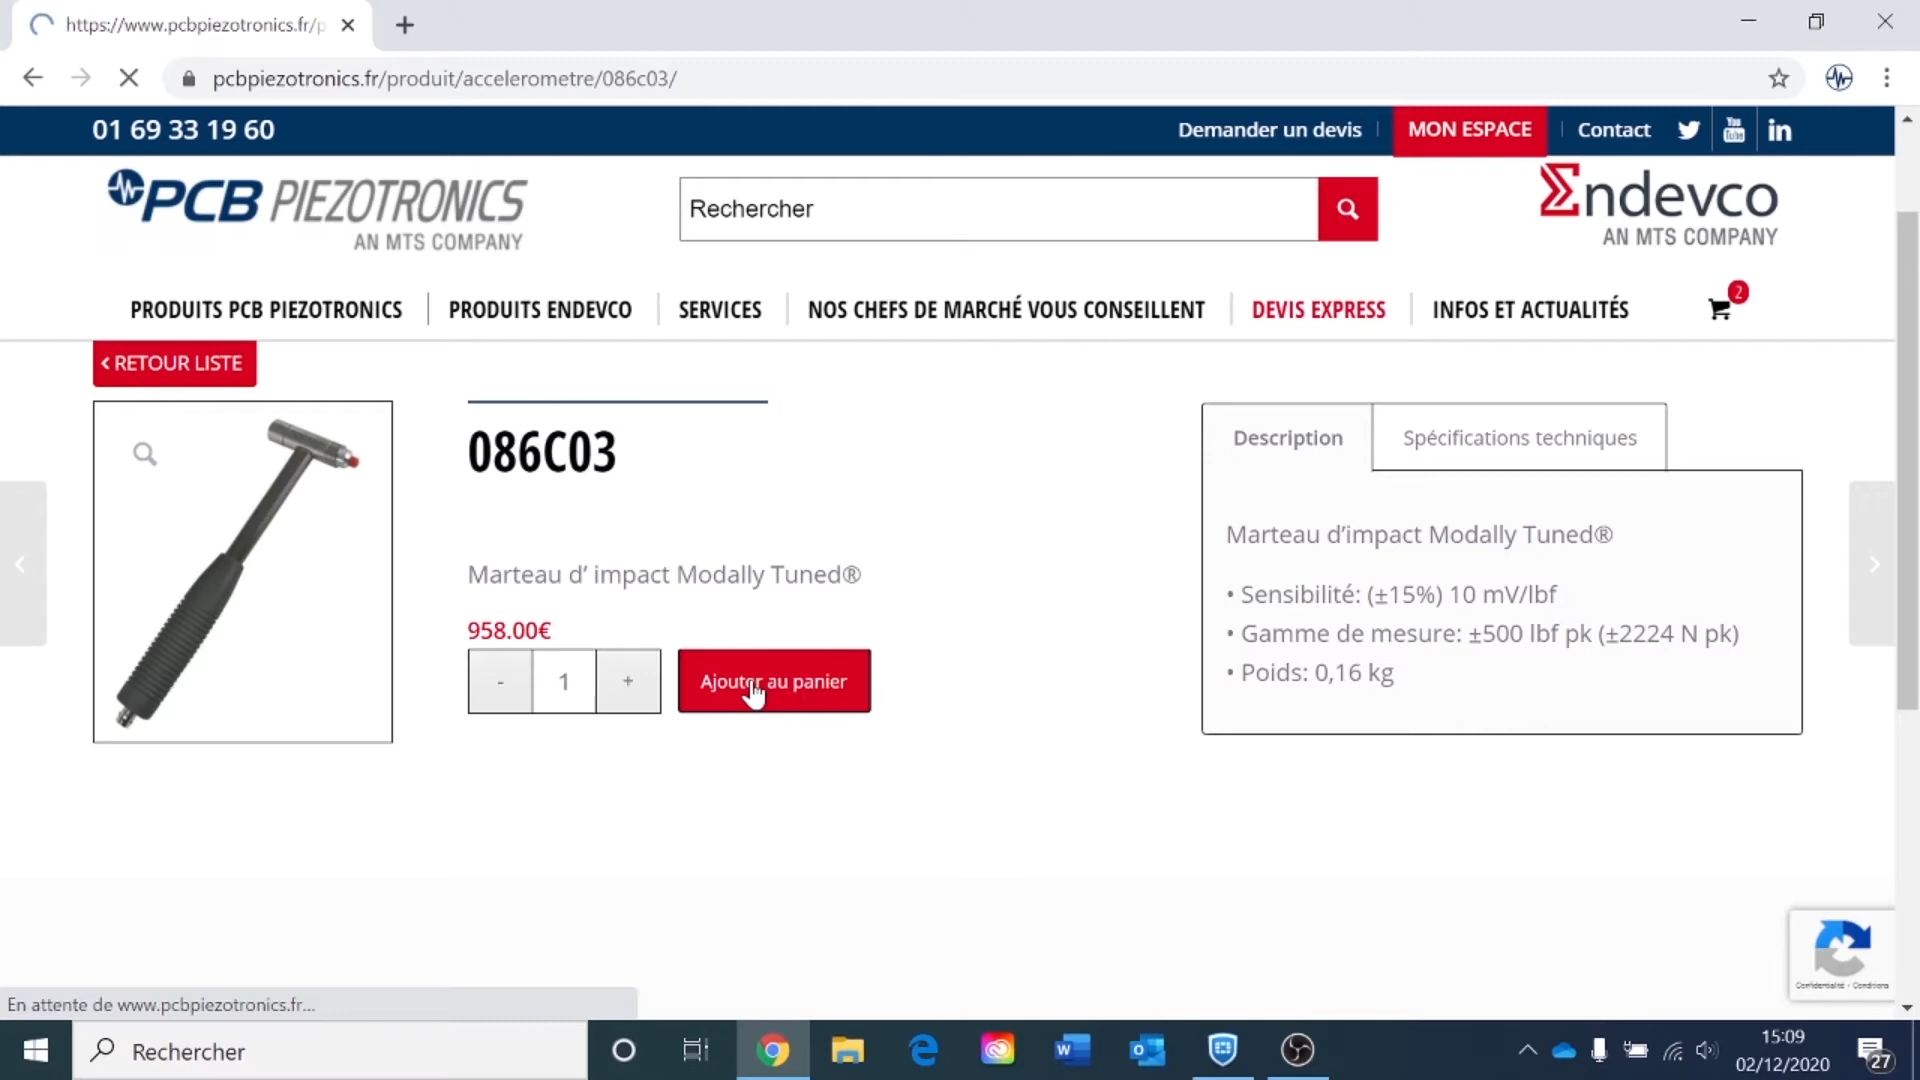 https://www.pcbpiezotronics.fr/p
pcbpiezotronics.fr/produit/accelerometre/086c03/
01 69 33 19 60
Demander un devis
MON ESPACE
Contact
You Tube
in
PCB PIEZOTRONICS
AN MTS COMPANY
Rechercher
Endevco
AN MTS COMPANY
PRODUITS PCB PIEZOTRONICS
PRODUITS ENDEVCO
SERVICES
NOS CHEFS DE MARCHÉ VOUS CONSEILLENT
DEVIS EXPRESS
INFOS ET ACTUALITÉS
2
< RETOUR LISTE
086C03
Marteau d’ impact Modally Tuned®
958.00€
- 1 +
Ajouter au panier
Description
Spécifications techniques
Marteau d’impact Modally Tuned®
• Sensibilité: (±15%) 10 mV/lbf
• Gamme de mesure: ±500 lbf pk (±2224 N pk)
• Poids: 0,16 kg
Confidentialité - Conditions
En attente de www.pcbpiezotronics.fr...
Rechercher
15:09
02/12/2020
27